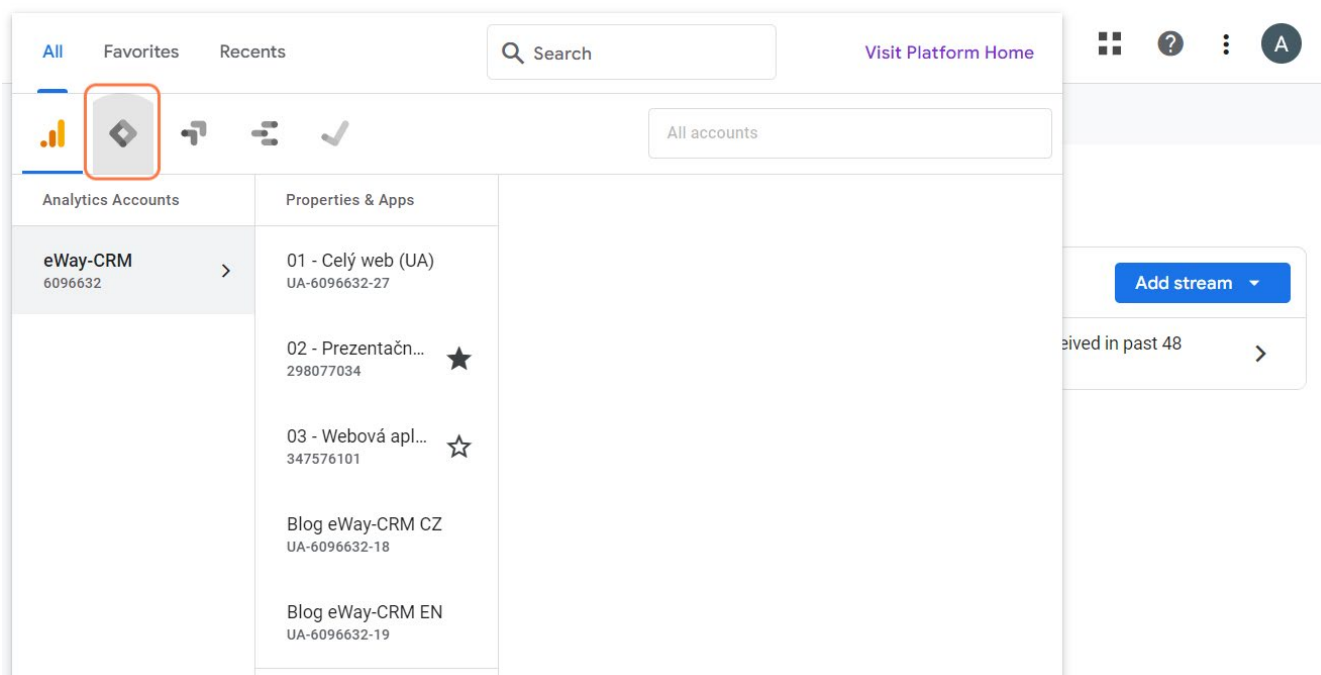 All Favorites Recents Search Visit Platform Home A
All accounts
Analytics Accounts Properties & Apps
eWay-CRM
6096632
01 - Celý web (UA)
UA-6096632-27
02 - Prezentačn...
298077034
03 - Webová apl...
347576101
Blog eWay-CRM CZ
UA-6096632-18
Blog eWay-CRM EN
UA-6096632-19
Add stream
eived in past 48